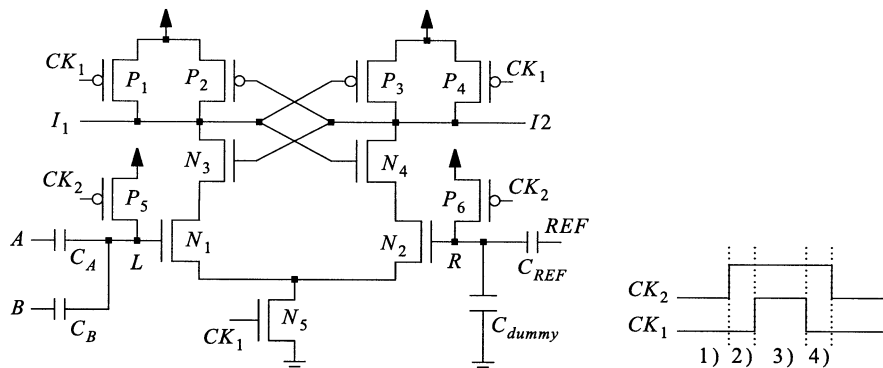 CK1 P1 P2 P3 P4 CK1
I1 I2
N3 N4
CK2 P5 P6 CK2
A CA L N1 N2 R CREF REF
B CB CK1 N5 Cdummy
CK2
CK1
1) 2) 3) 4)